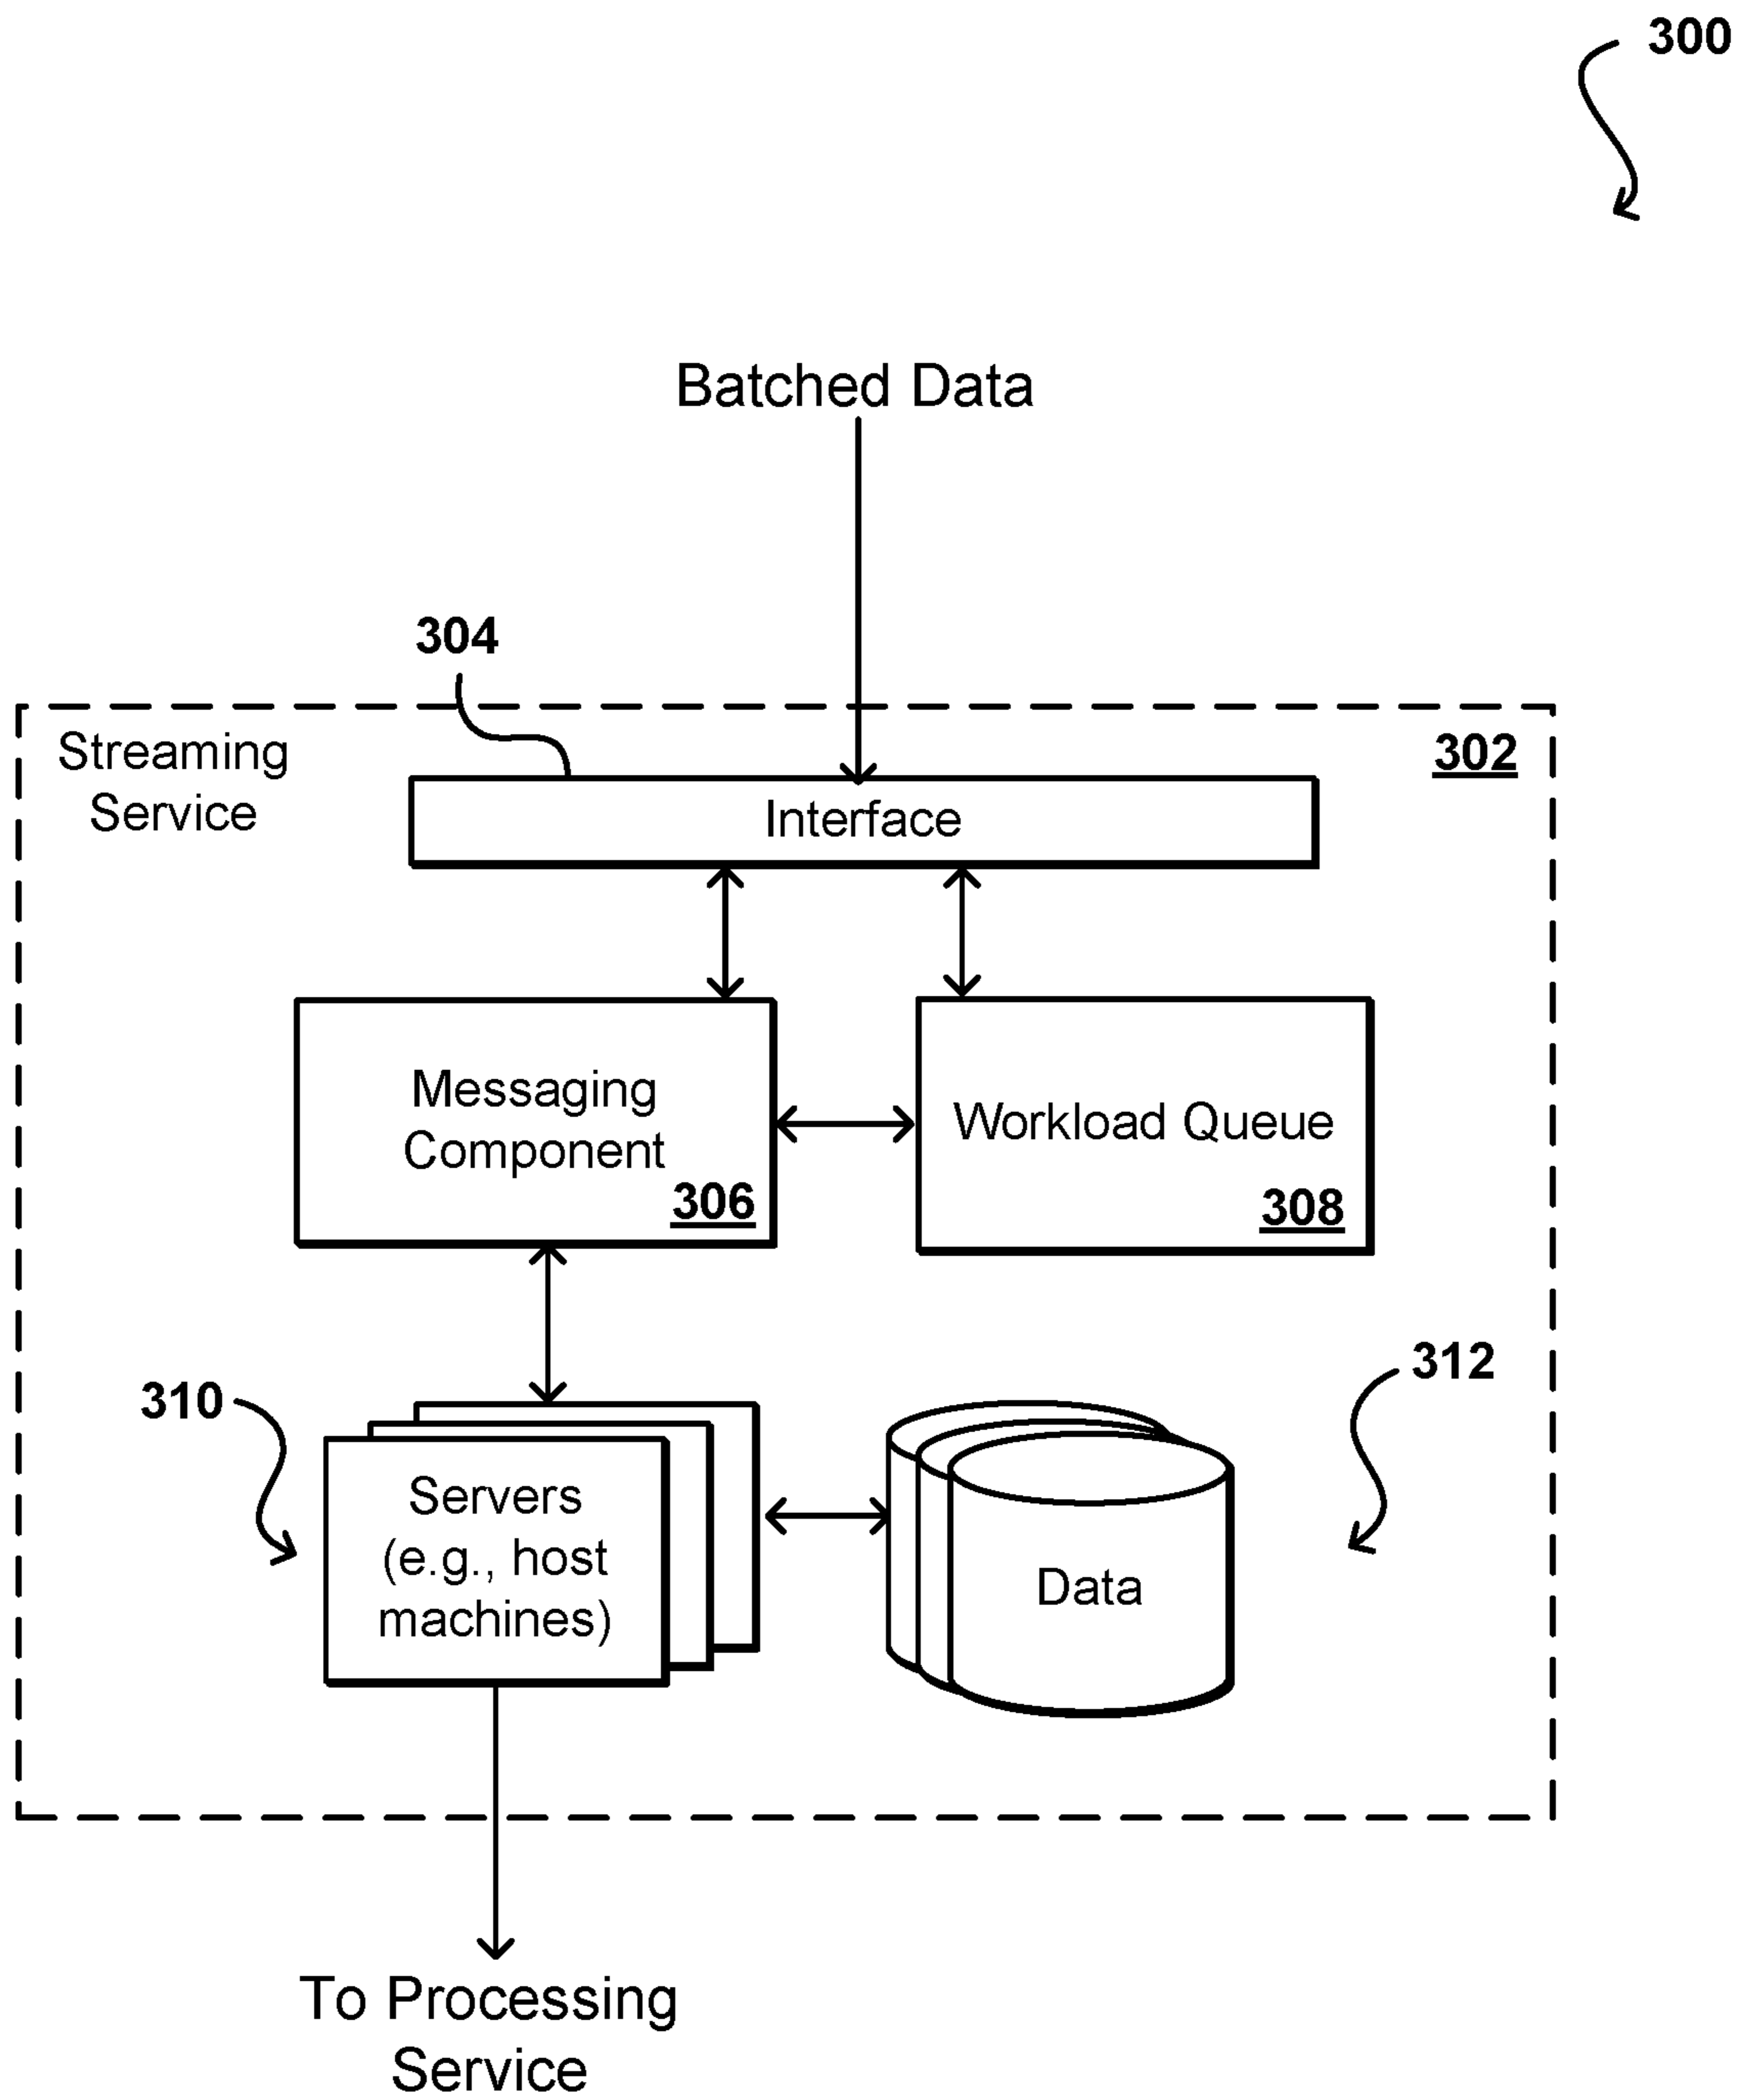 300
Batched Data
304
Streaming
Service
302
Interface
Messaging
Component
306
Workload Queue
308
310
312
Servers
(e.g., host
machines)
Data
To Processing
Service